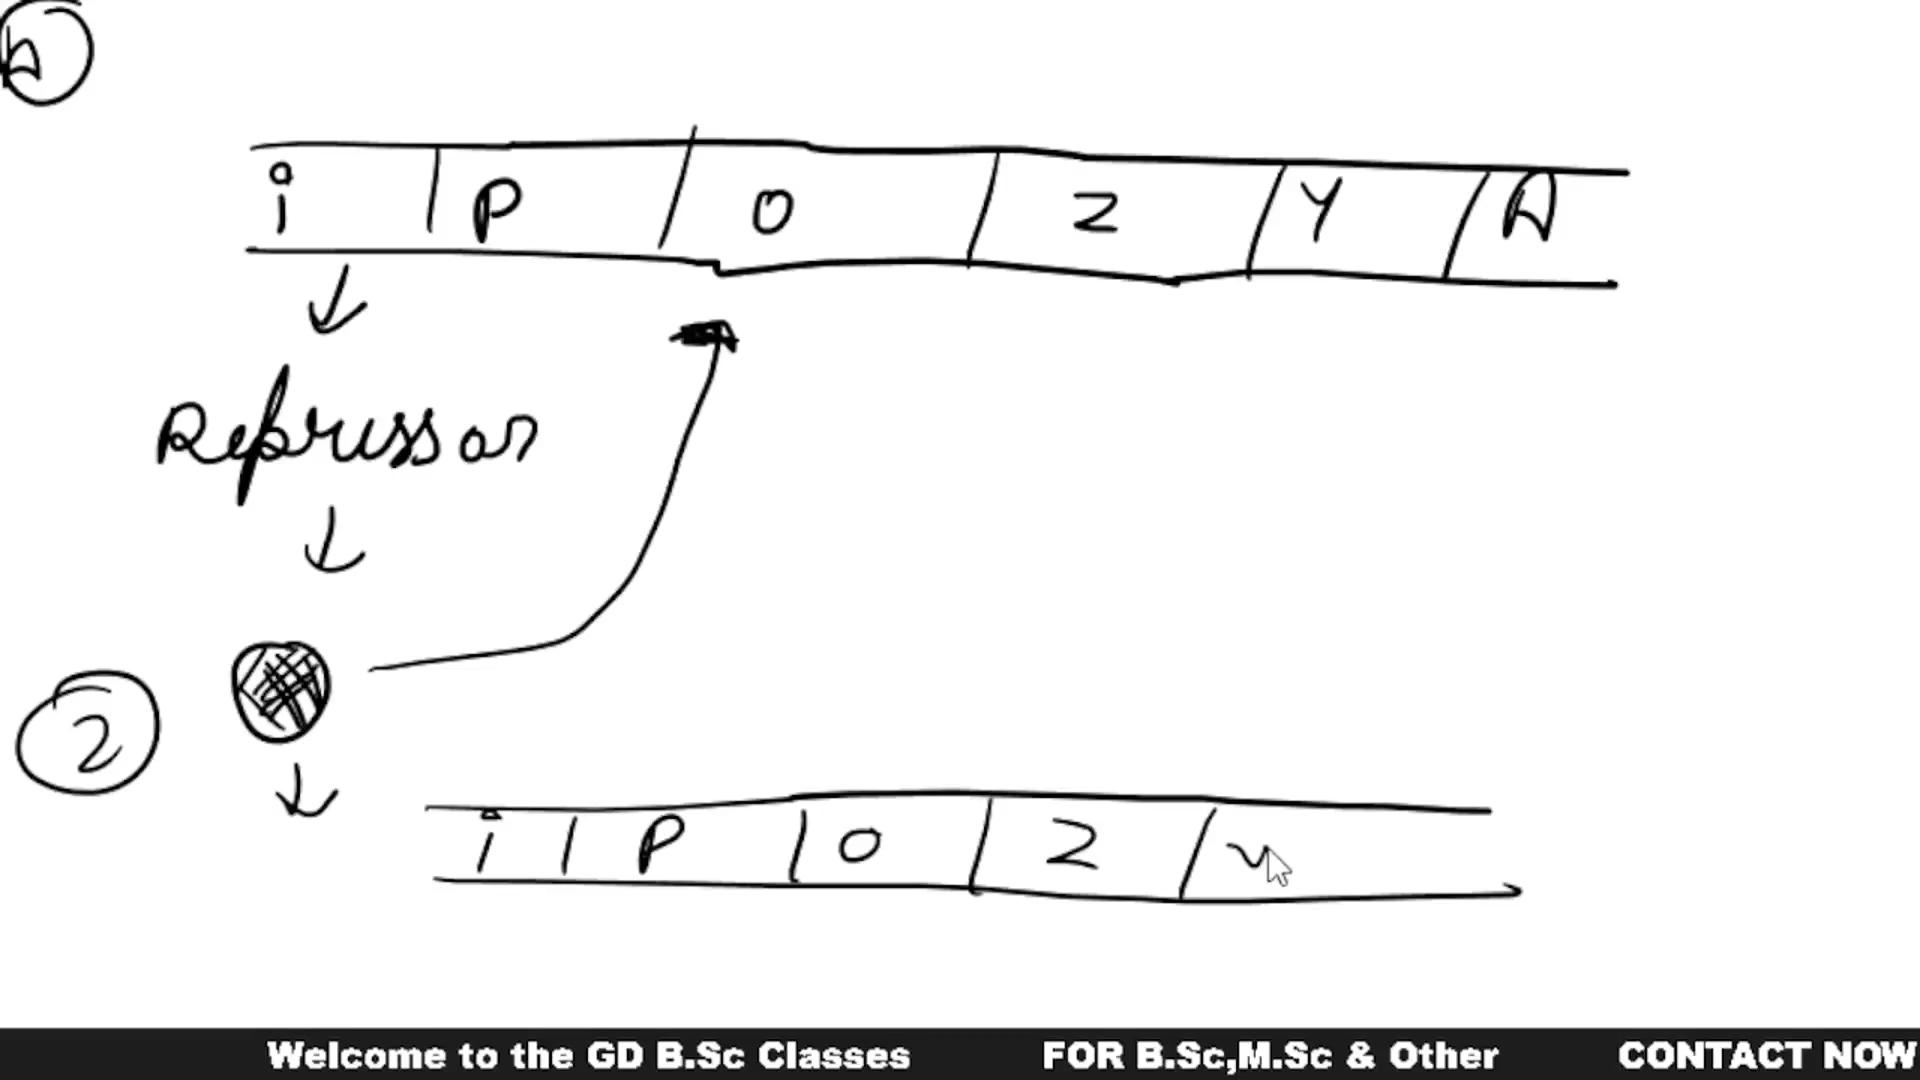 A
i P O Z Y A
Repressor
2
i P O Z Y
Welcome to the GD B.Sc Classes FOR B.Sc,M.Sc & Other CONTACT NOW